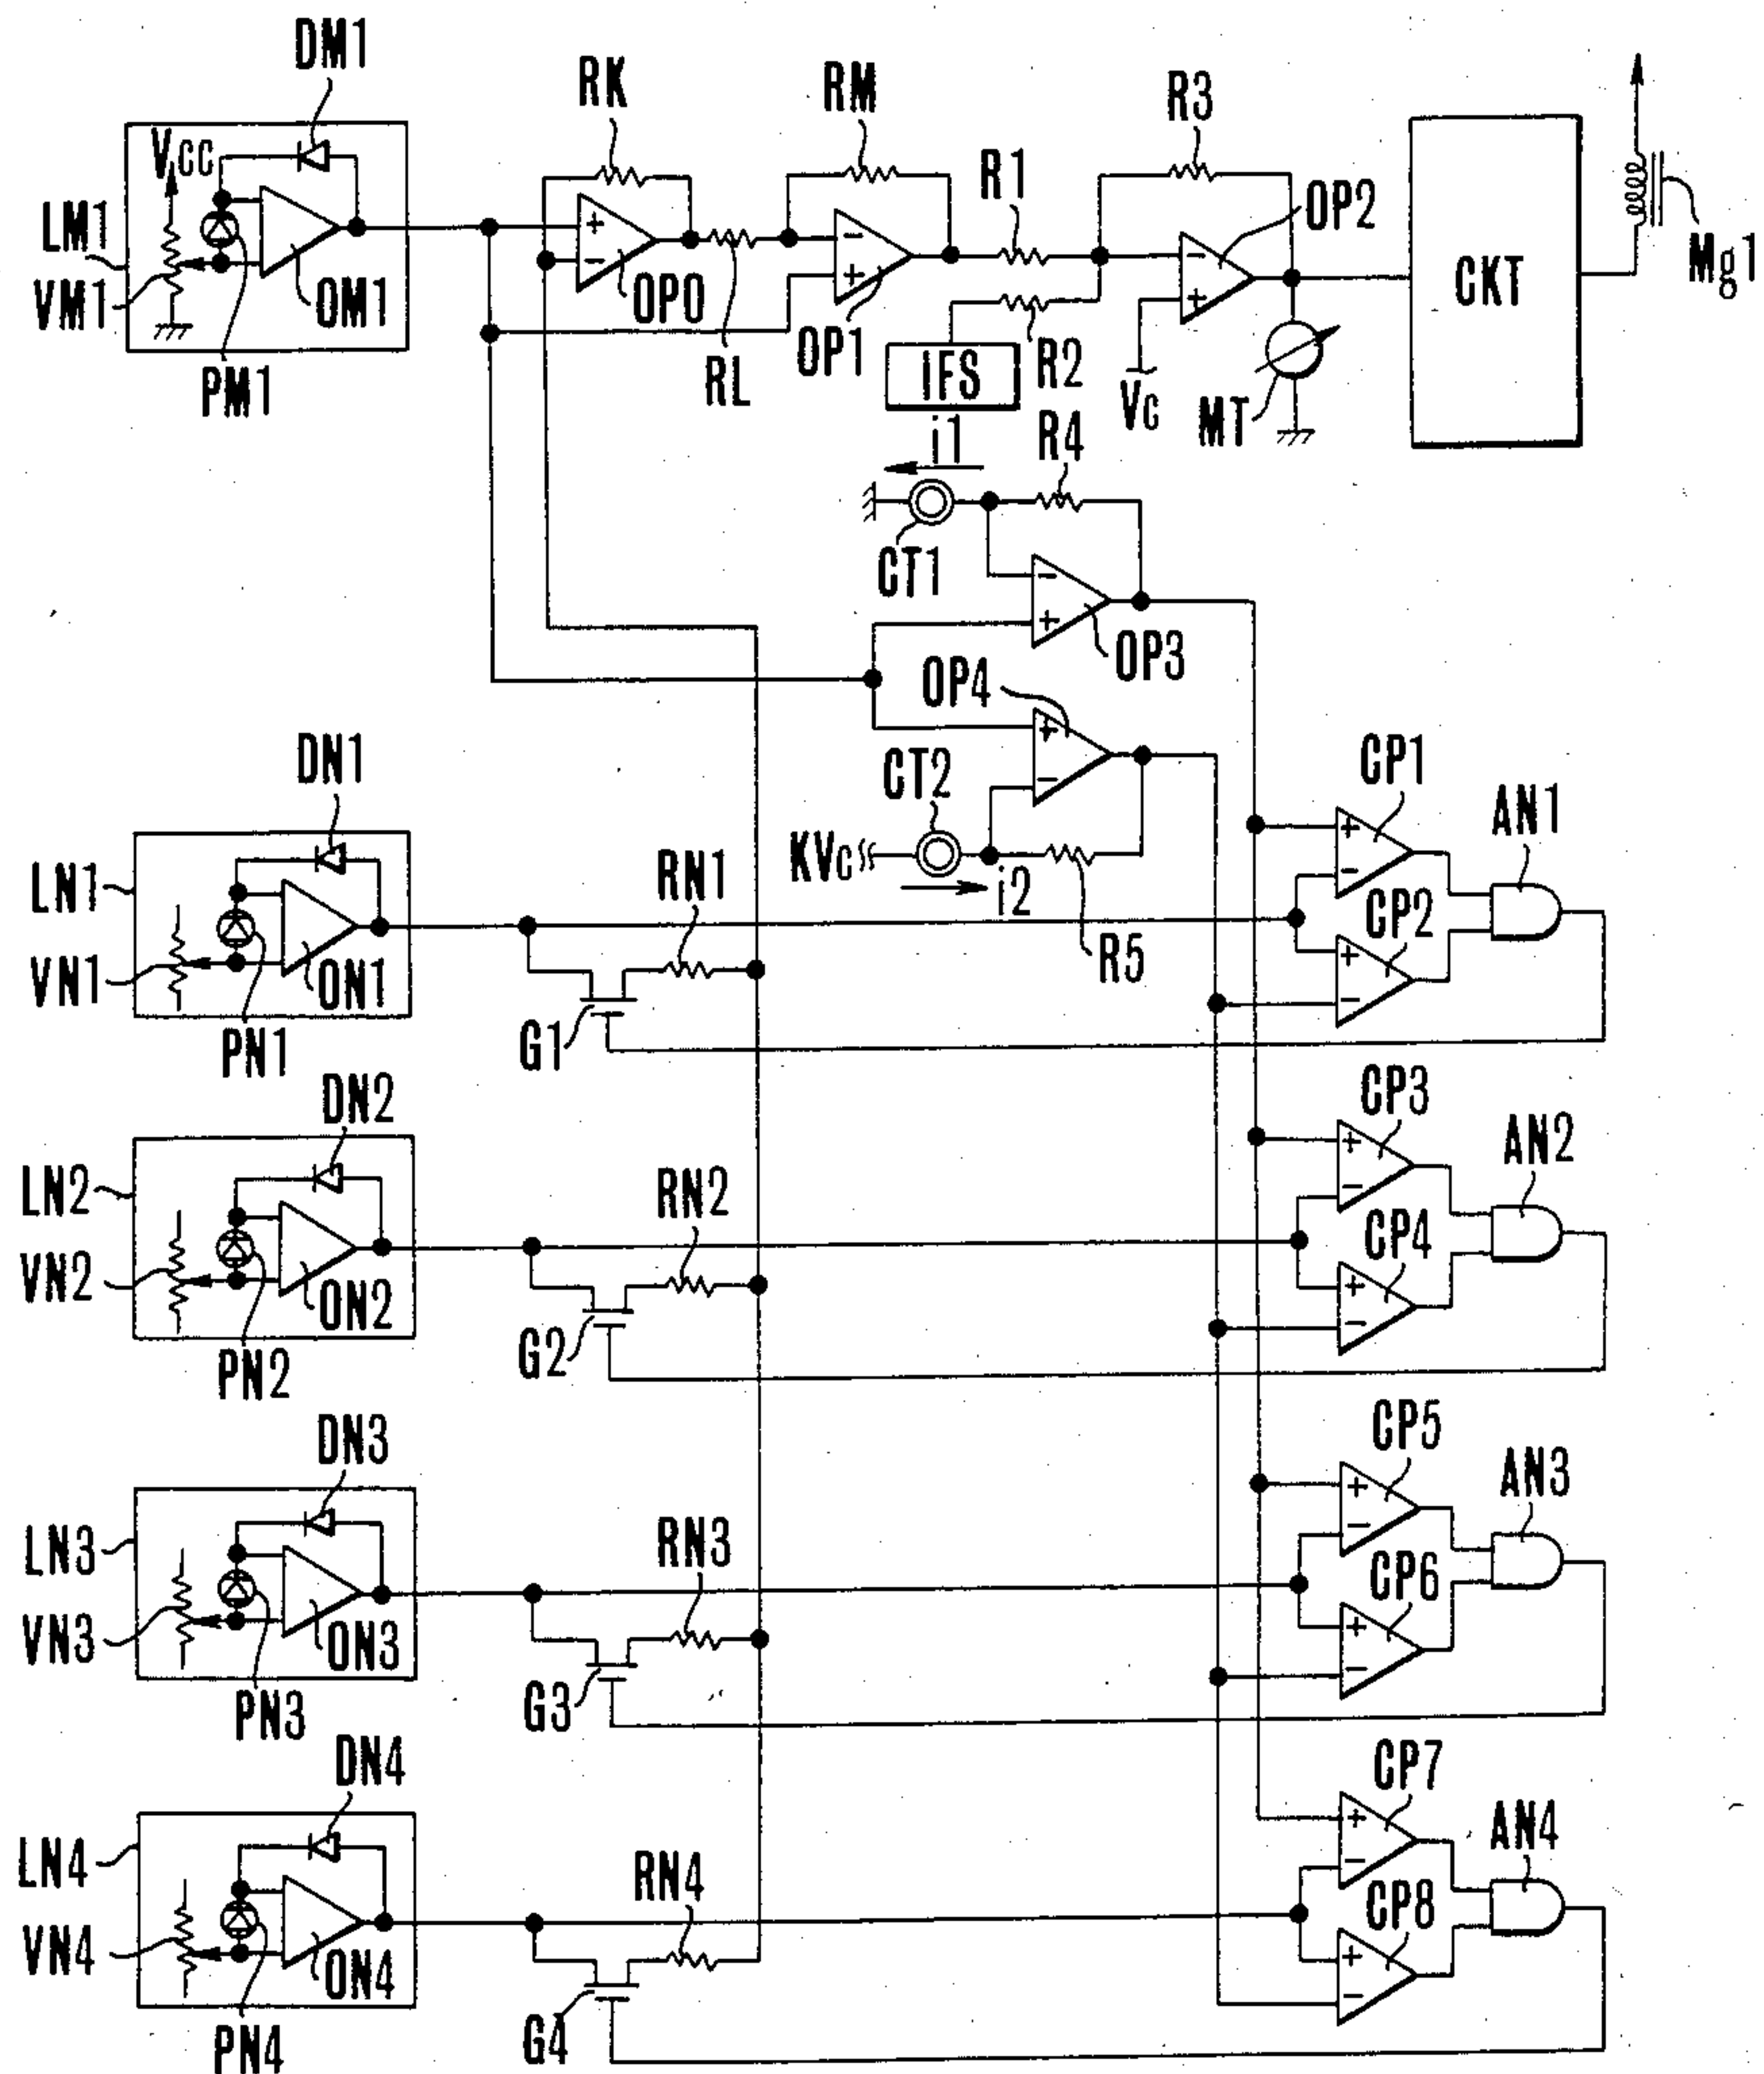 DM1
RK
RM
R3
VCC
R1
OP2
LM1
Mg1
VM1
OM1
OP0
CKT
OP1
R2
PM1
RL
IFS
VC
MT
i1
R4
CT1
OP3
OP4
DN1
CT2
CP1
AN1
KVC
LN1
RN1
i2
CP2
VN1
ON1
R5
G1
PN1
DN2
CP3
AN2
LN2
RN2
CP4
VN2
ON2
G2
PN2
DN3
CP5
AN3
LN3
RN3
CP6
VN3
ON3
G3
PN3
DN4
CP7
AN4
LN4
RN4
CP8
VN4
ON4
G4
PN4